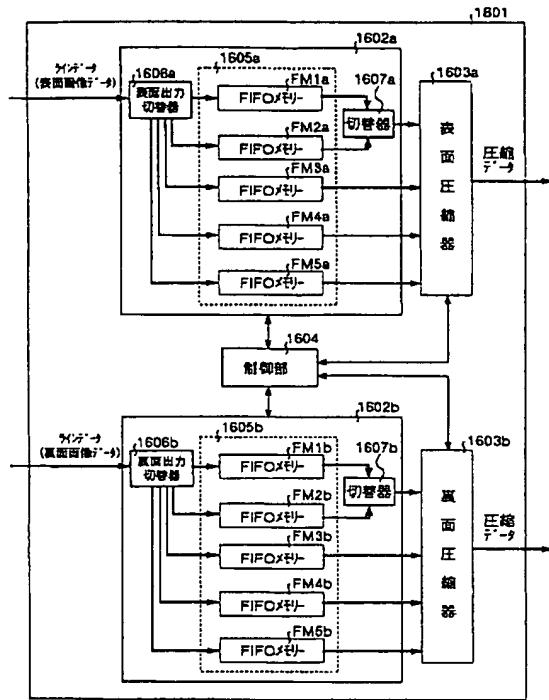 1601
1602a
ラインデータ
(表面画像データ)
1606a
表面出力
切替器
1605a
FM1a
FIFOメモリー
FM2a
FIFOメモリー
FM3a
FIFOメモリー
FM4a
FIFOメモリー
FM5a
FIFOメモリー
1607a
切替器
1603a
表
面
圧
縮
器
圧縮
データ
1604
制御部
1602b
ラインデータ
(裏面画像データ)
1606b
裏面出力
切替器
1605b
FM1b
FIFOメモリー
FM2b
FIFOメモリー
FM3b
FIFOメモリー
FM4b
FIFOメモリー
FM5b
FIFOメモリー
1607b
切替器
1603b
裏
面
圧
縮
器
圧縮
データ